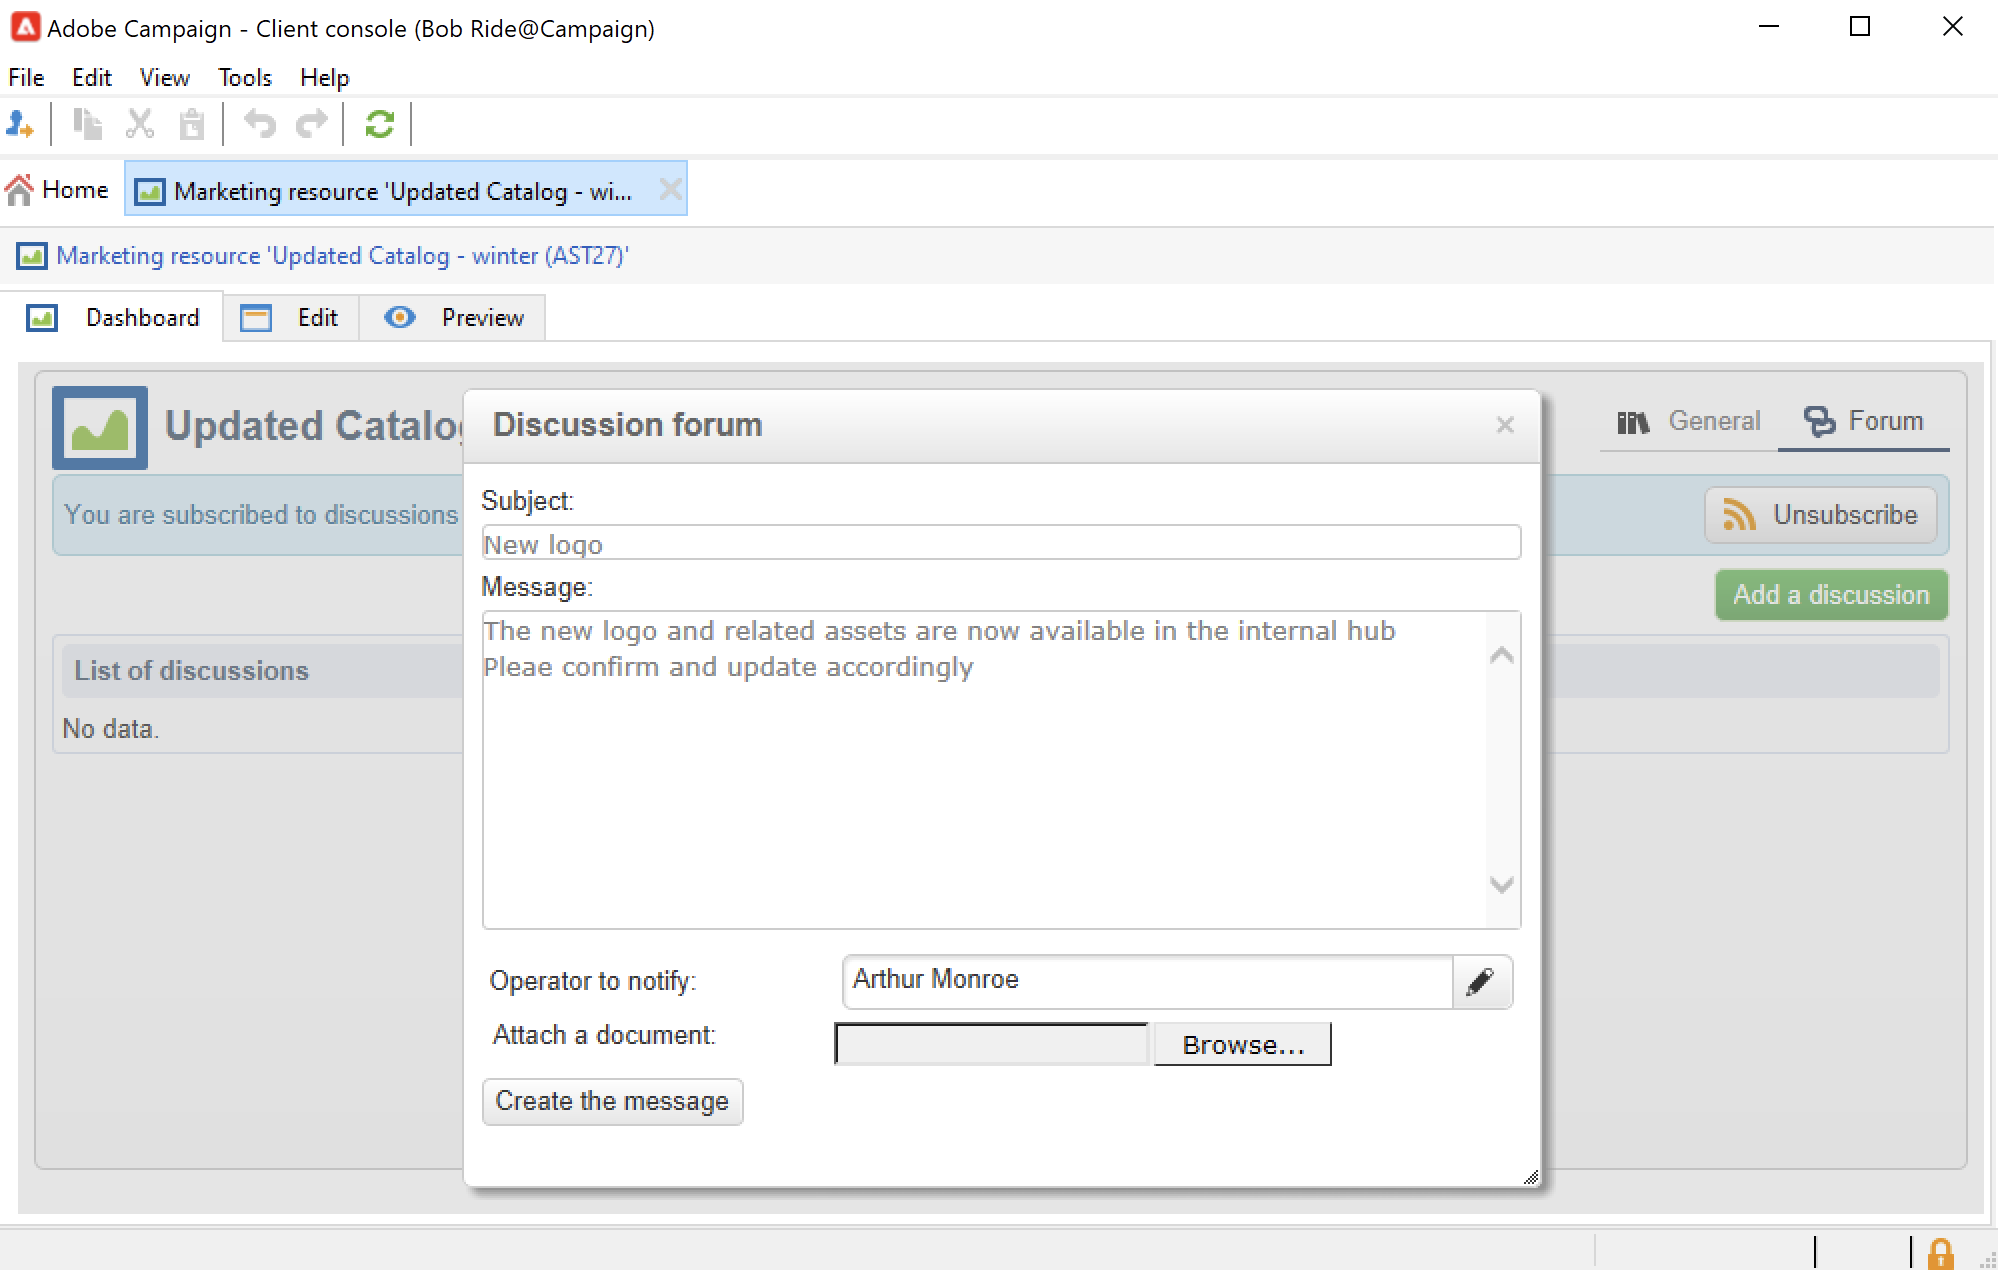 Adobe Campaign - Client console (Bob Ride@Campaign)
File Edit View Tools Help
Home Marketing resource 'Updated Catalog - wi...
Marketing resource 'Updated Catalog - winter (AST27)'
Dashboard Edit Preview
Updated Catalog
General Forum
You are subscribed to discussions
Unsubscribe
Add a discussion
List of discussions
No data.
Discussion forum
Subject:
New logo
Message:
The new logo and related assets are now available in the internal hub
Pleae confirm and update accordingly
Operator to notify: Arthur Monroe
Attach a document: Browse...
Create the message